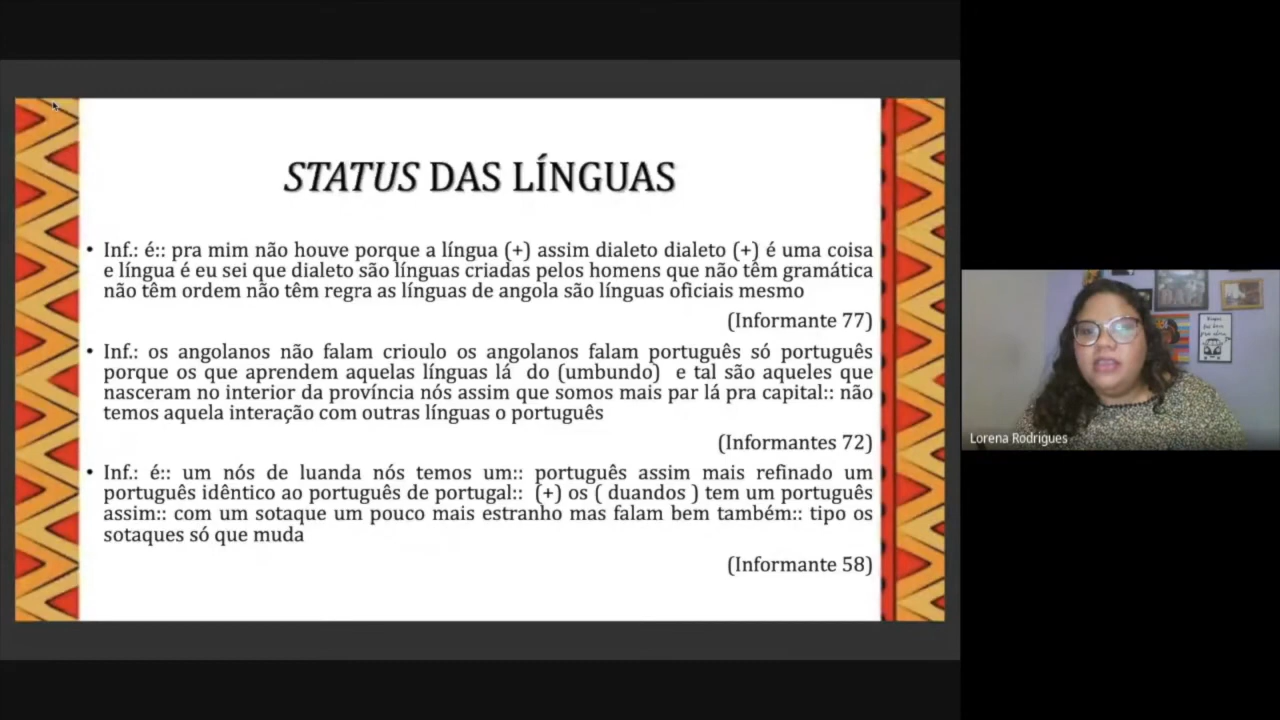 STATUS DAS LÍNGUAS
• Inf.: é:: pra mim não houve porque a língua (+) assim dialeto dialeto (+) é uma coisa
e língua é eu sei que dialeto são línguas criadas pelos homens que não têm gramática
não têm ordem não têm regra as línguas de angola são línguas oficiais mesmo
(Informante 77)
• Inf.: os angolanos não falam crioulo os angolanos falam português só português
porque os que aprendem aquelas línguas lá do (umbundo) e tal são aqueles que
nasceram no interior da província nós assim que somos mais par lá pra capital:: não
temos aquela interação com outras línguas o português
(Informantes 72)
• Inf.: é:: um nós de luanda nós temos um:: português assim mais refinado um
português idêntico ao português de portugal:: (+) os ( duandos ) tem um português
assim:: com um sotaque um pouco mais estranho mas falam bem também:: tipo os
sotaques só que muda
(Informante 58)
Lorena Rodrigues